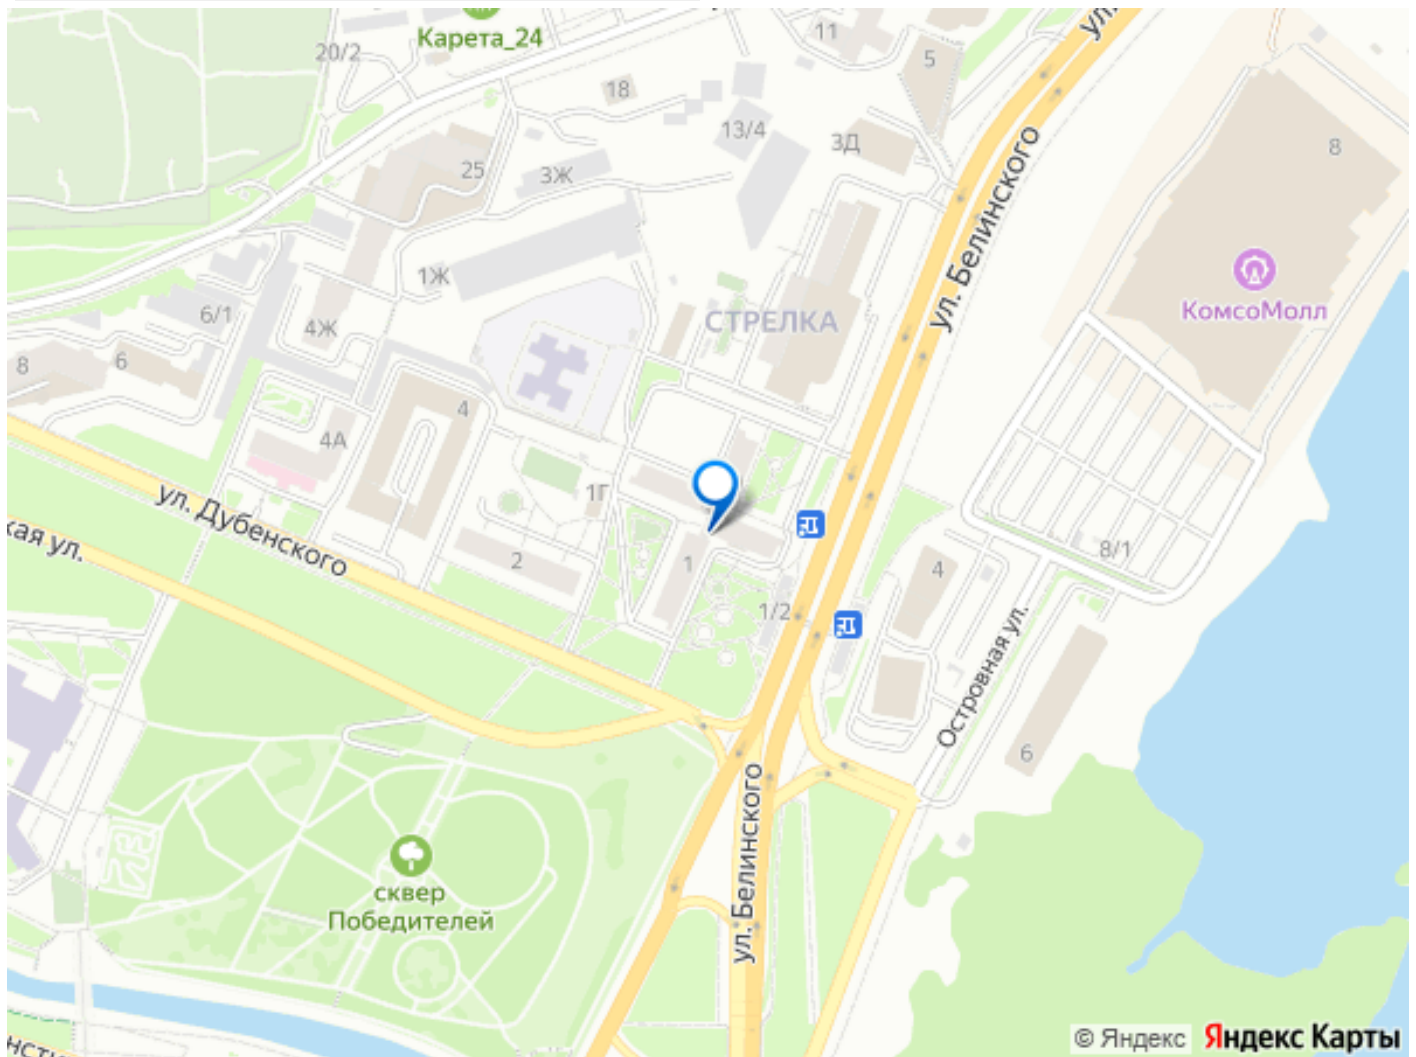 Карета_24
20/2
11
5
ул.
18
13/4
3Д
8
25
3Ж
ул. Белинского
1Ж
КомсоМолл
СТРЕЛКА
6/1
4Ж
8
6
4
4А
1Г
ул. Дубенского
кая ул.
2
1
8/1
4
1/2
Островная ул.
6
ул. Белинского
сквер
Победителей
нсти
© Яндекс Яндекс Карты